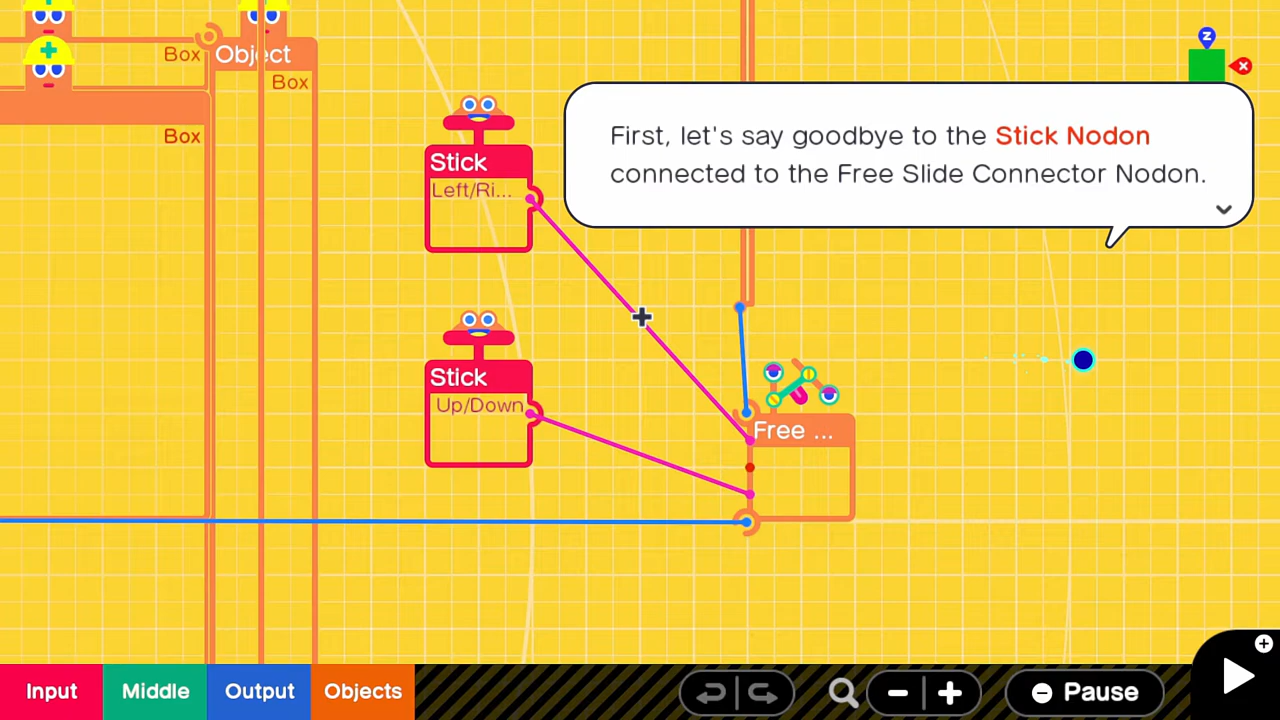 Box
Object
Box
Box
Z
First, let's say goodbye to the Stick Nodon
connected to the Free Slide Connector Nodon.
Stick
Left/Ri...
Stick
Up/Down
Free ...
Input
Middle
Output
Objects
Pause